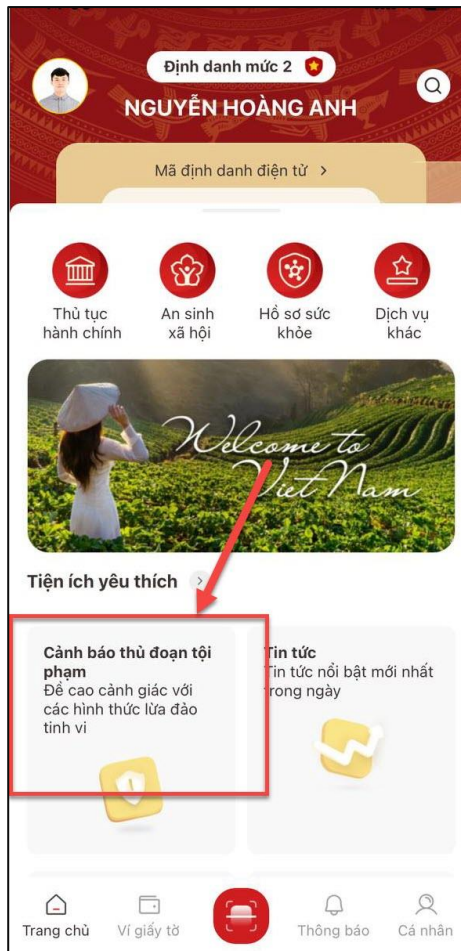 Định danh mức 2
NGUYỄN HOÀNG ANH
Mã định danh điện tử >
Thủ tục
hành chính
An sinh
xã hội
Hồ sơ sức
khỏe
Dịch vụ
khác
Welcome to
Viet Nam
Tiện ích yêu thích >
Cảnh báo thủ đoạn tội
phạm
Đề cao cảnh giác với
các hình thức lừa đảo
tinh vi
Tin tức
Tin tức nổi bật mới nhất
trong ngày
Trang chủ
Ví giấy tờ
Thông báo
Cá nhân